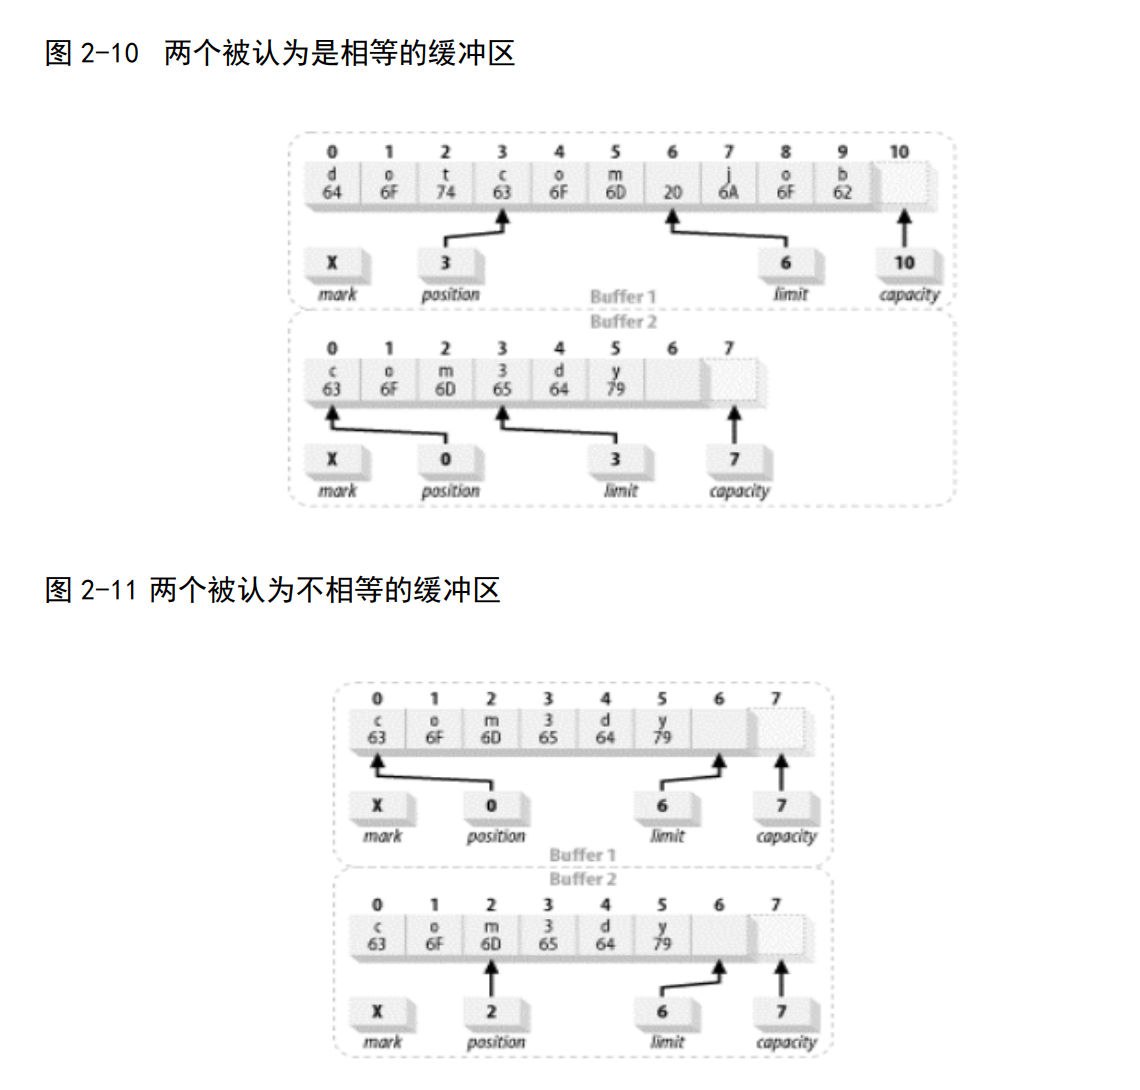 图 2-10 两个被认为是相等的缓冲区
0 1 2 3 4 5 6 7 8 9 10
d o t c o m j o b
64 6F 74 63 6F 6D 20 6A 6F 62
X 3 6 10
mark position limit capacity
Buffer 1
Buffer 2
0 1 2 3 4 5 6 7
c o m 3 d y
63 6F 6D 65 64 79
X 0 3 7
mark position limit capacity
图 2-11 两个被认为不相等的缓冲区
0 1 2 3 4 5 6 7
c o m 3 d y
63 6F 6D 65 64 79
X 0 6 7
mark position limit capacity
Buffer 1
Buffer 2
0 1 2 3 4 5 6 7
c o m 3 d y
63 6F 6D 65 64 79
X 2 6 7
mark position limit capacity